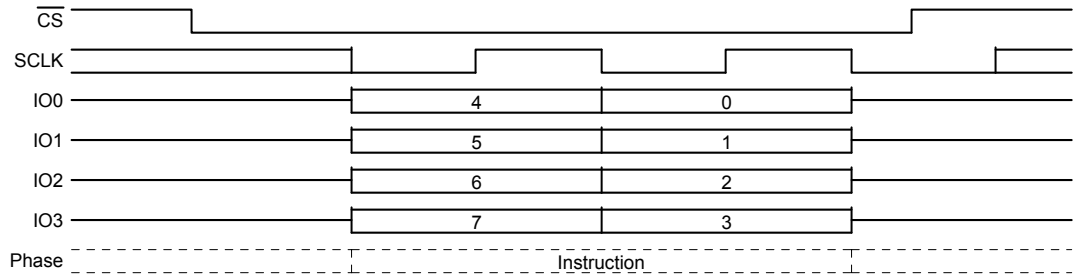 CS
SCLK
IO0 4 0
IO1 5 1
IO2 6 2
IO3 7 3
Phase Instruction